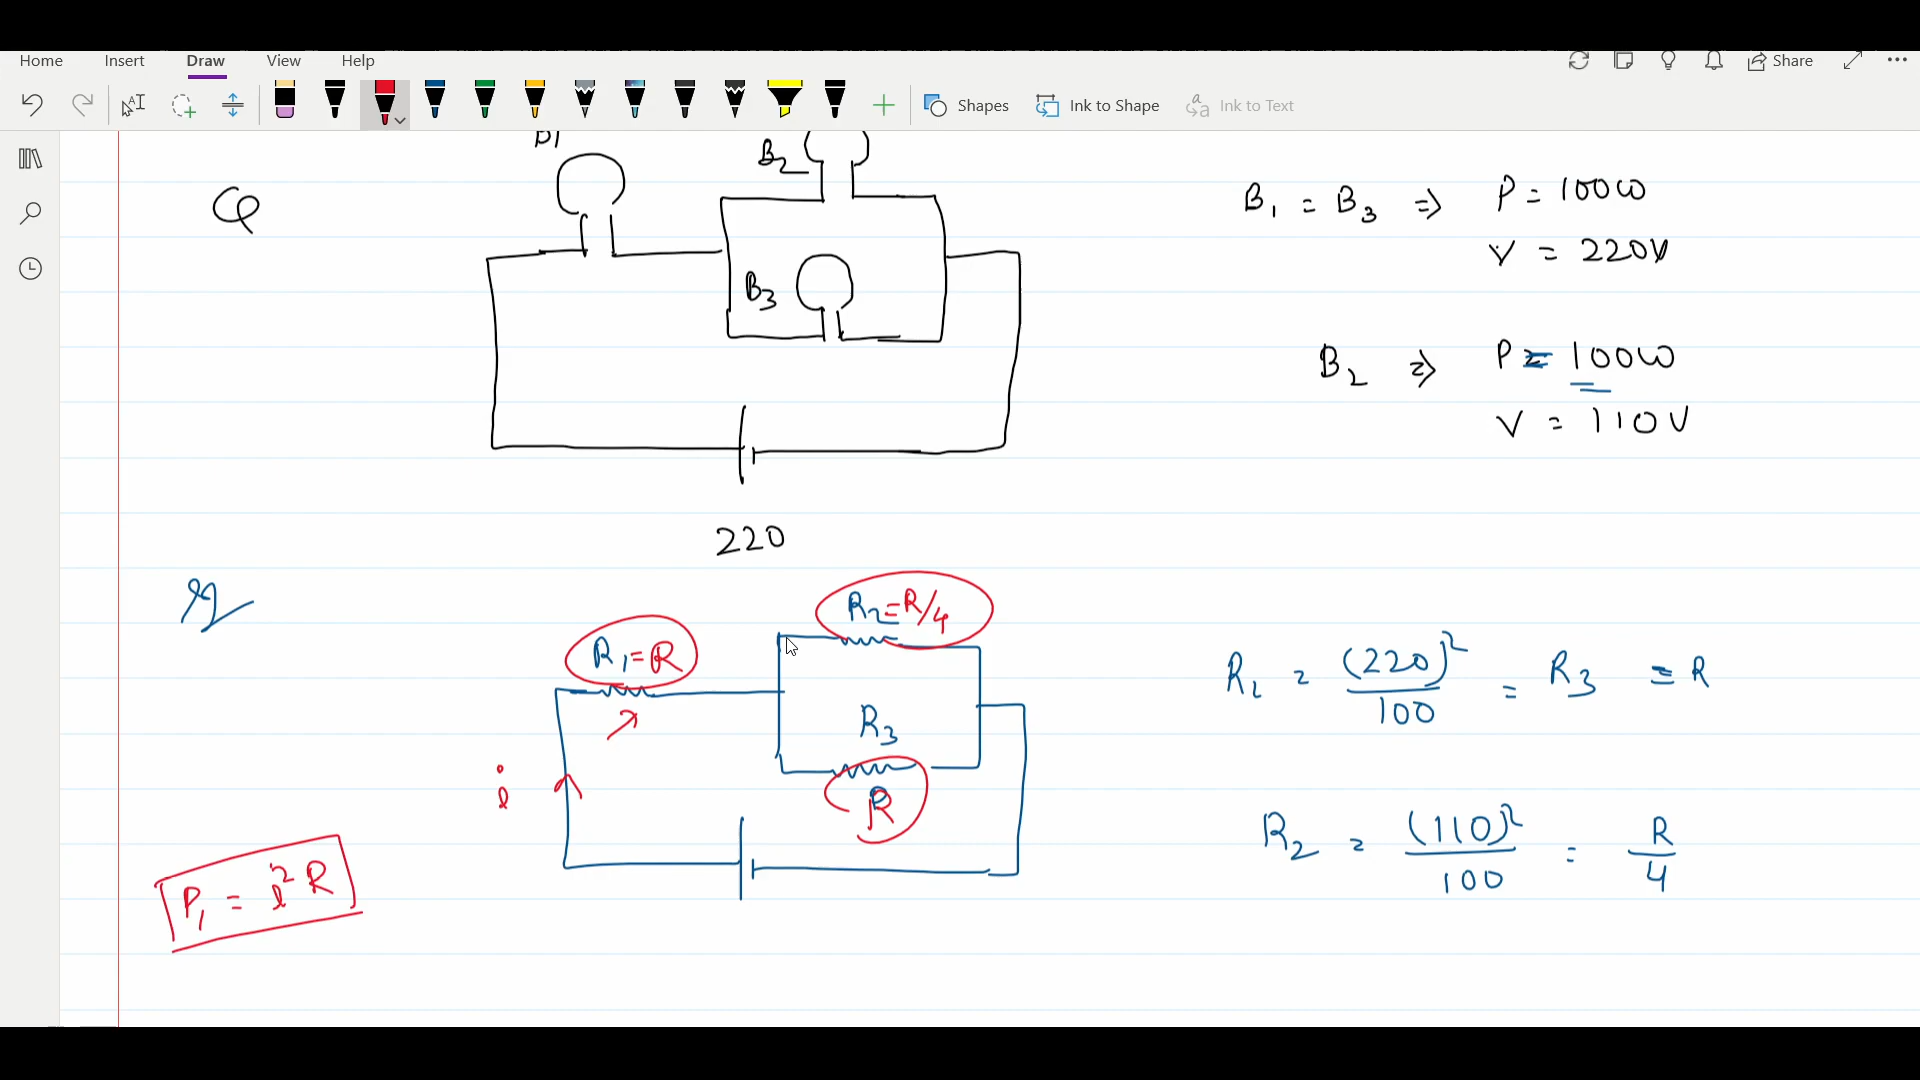 Home Insert Draw View Help
Share
Shapes Ink to Shape Ink to Text
B1
B2
B3
220
Q
B1 = B3 ⇒ P = 100W
V = 220V
B2 ⇒ P = 100W
V = 110V
R1 = R
R2 = R/4
R3
R
i
P1 = i²R
R1 = (220)²/100 = R3 = R
R2 = (110)²/100 = R/4